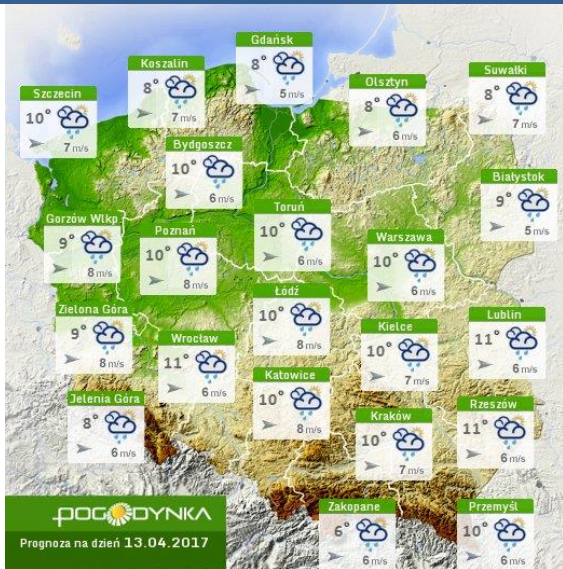 Gdańsk
8°
5 m/s
Koszalin
8°
7 m/s
Olsztyn
8°
6 m/s
Suwałki
8°
7 m/s
Szczecin
10°
7 m/s
Bydgoszcz
10°
6 m/s
Białystok
9°
5 m/s
Toruń
10°
6 m/s
Gorzów Wlkp
9°
8 m/s
Poznań
10°
8 m/s
Warszawa
10°
6 m/s
Łódź
10°
8 m/s
Zielona Góra
9°
8 m/s
Wrocław
11°
6 m/s
Kielce
10°
7 m/s
Lublin
11°
6 m/s
Katowice
10°
8 m/s
Jelenia Góra
8°
6 m/s
Kraków
10°
7 m/s
Rzeszów
11°
6 m/s
Zakopane
6°
6 m/s
Przemyśl
10°
6 m/s
POGODYNKA
Prognoza na dzień 13.04.2017